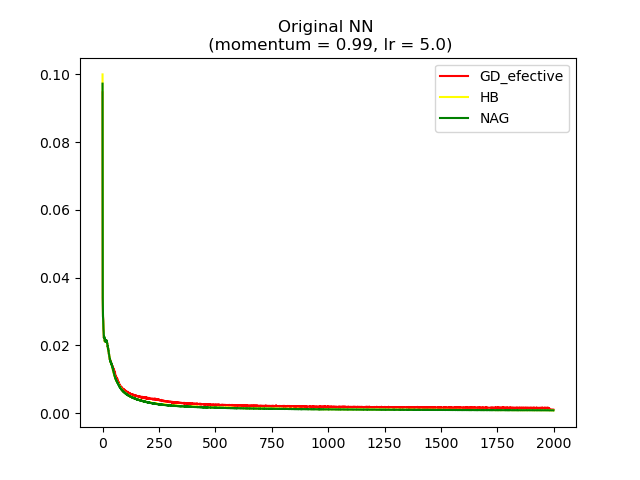 Original NN
(momentum = 0.99, lr = 5.0)
GD_efective
HB
NAG
0.10
0.08
0.06
0.04
0.02
0.00
0 250 500 750 1000 1250 1500 1750 2000